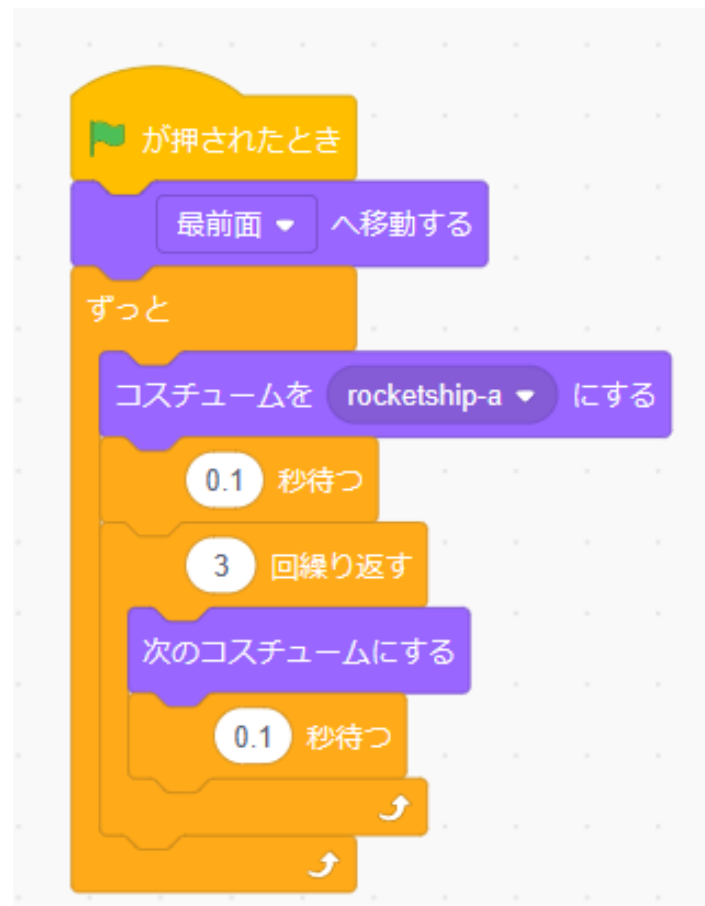 が押されたとき
最前面 へ移動する
ずっと
コスチュームを rocketship-a にする
0.1 秒待つ
3 回繰り返す
次のコスチュームにする
0.1 秒待つ